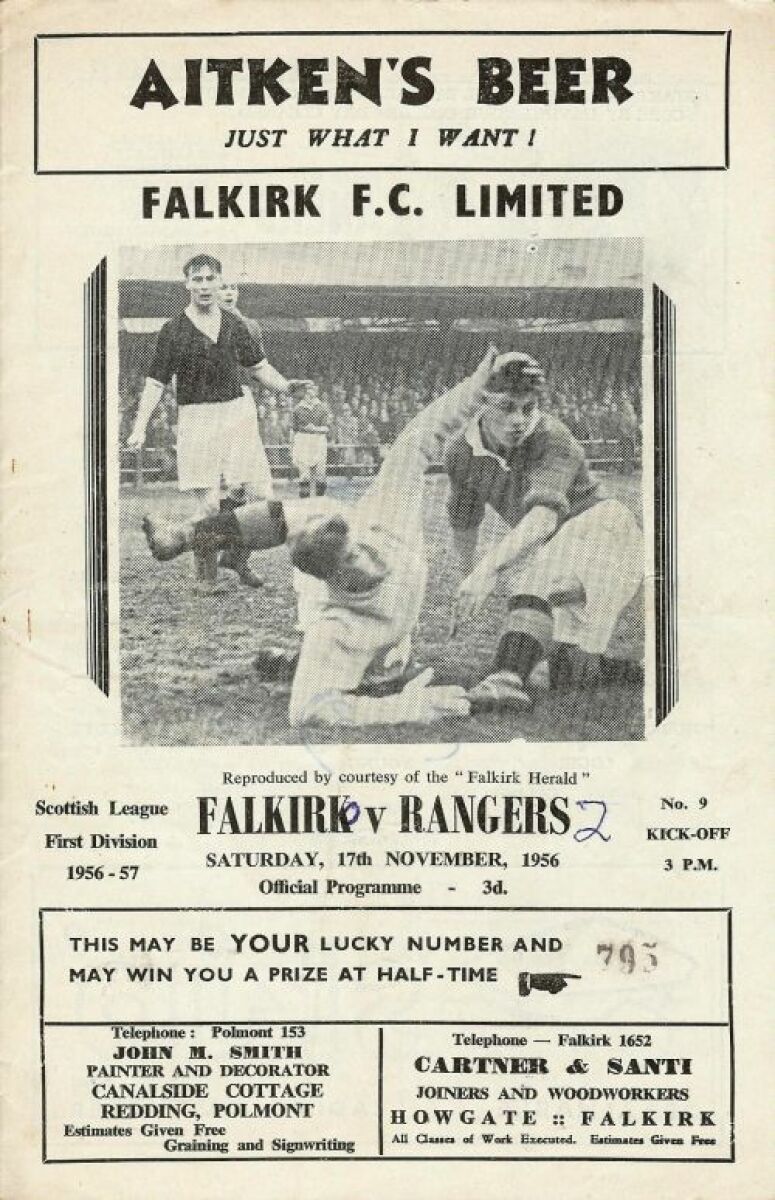 AITKEN'S BEER
JUST WHAT I WANT!
FALKIRK F.C. LIMITED
Reproduced by courtesy of the "Falkirk Herald"
Scottish League
First Division
1956-57
FALKIRK 0 v RANGERS 2
SATURDAY, 17th NOVEMBER, 1956
Official Programme - 3d.
No. 9
KICK-OFF
3 P.M.
THIS MAY BE YOUR LUCKY NUMBER AND
MAY WIN YOU A PRIZE AT HALF-TIME
795
Telephone: Polmont 153
JOHN M. SMITH
PAINTER AND DECORATOR
CANALSIDE COTTAGE
REDDING, POLMONT
Estimates Given Free
Graining and Signwriting
Telephone — Falkirk 1652
CARTNER & SANTI
JOINERS AND WOODWORKERS
HOWGATE :: FALKIRK
All Classes of Work Executed. Estimates Given Free